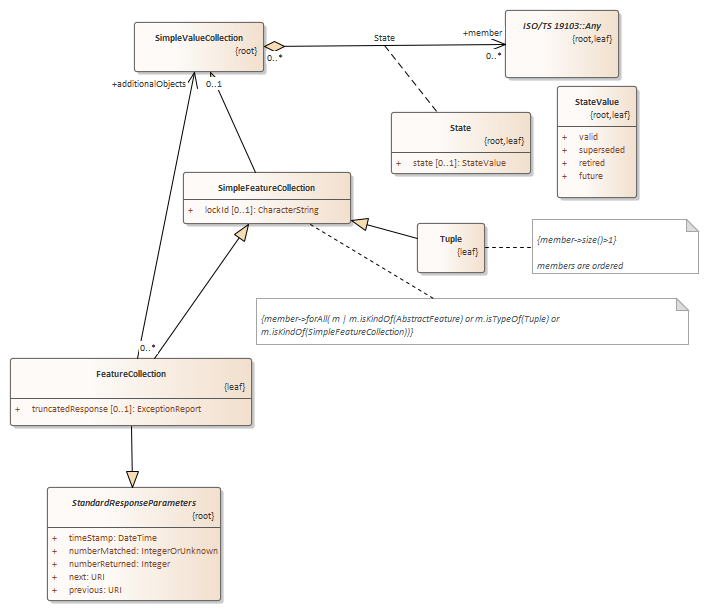 SimpleValueCollection
{root}
0..*
State
+member
0..*
ISO/TS 19103::Any
{root,leaf}
+additionalObjects
0..1
State
{root,leaf}
+ state [0..1]: StateValue
StateValue
{root,leaf}
+ valid
+ superseded
+ retired
+ future
SimpleFeatureCollection
+ lockId [0..1]: CharacterString
Tuple
{leaf}
{member->size()>1}
members are ordered
{member->forAll( m | m.isKindOf(AbstractFeature) or m.isTypeOf(Tuple) or
m.isKindOf(SimpleFeatureCollection))}
0..*
FeatureCollection
{leaf}
+ truncatedResponse [0..1]: ExceptionReport
StandardResponseParameters
{root}
+ timeStamp: DateTime
+ numberMatched: IntegerOrUnknown
+ numberReturned: Integer
+ next: URI
+ previous: URI